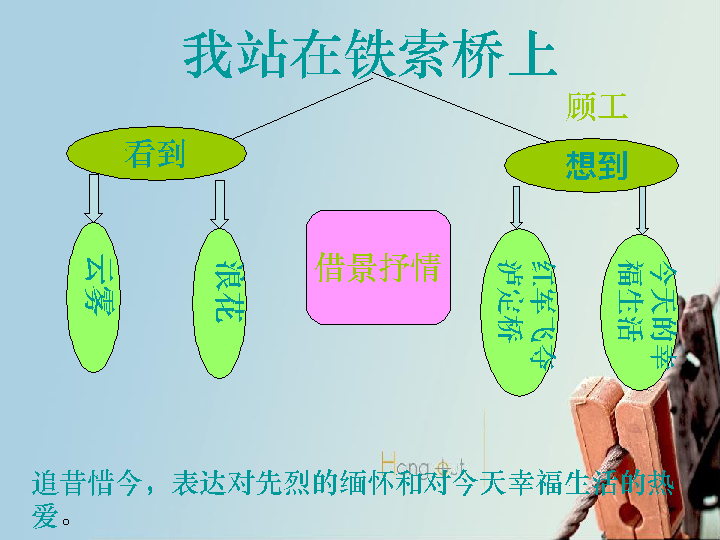 我站在铁索桥上
顾工
看到
想到
云雾
浪花
借景抒情
红军飞夺
泸定桥
今天的幸
福生活
追昔惜今，表达对先烈的缅怀和对今天幸福生活的热
爱。